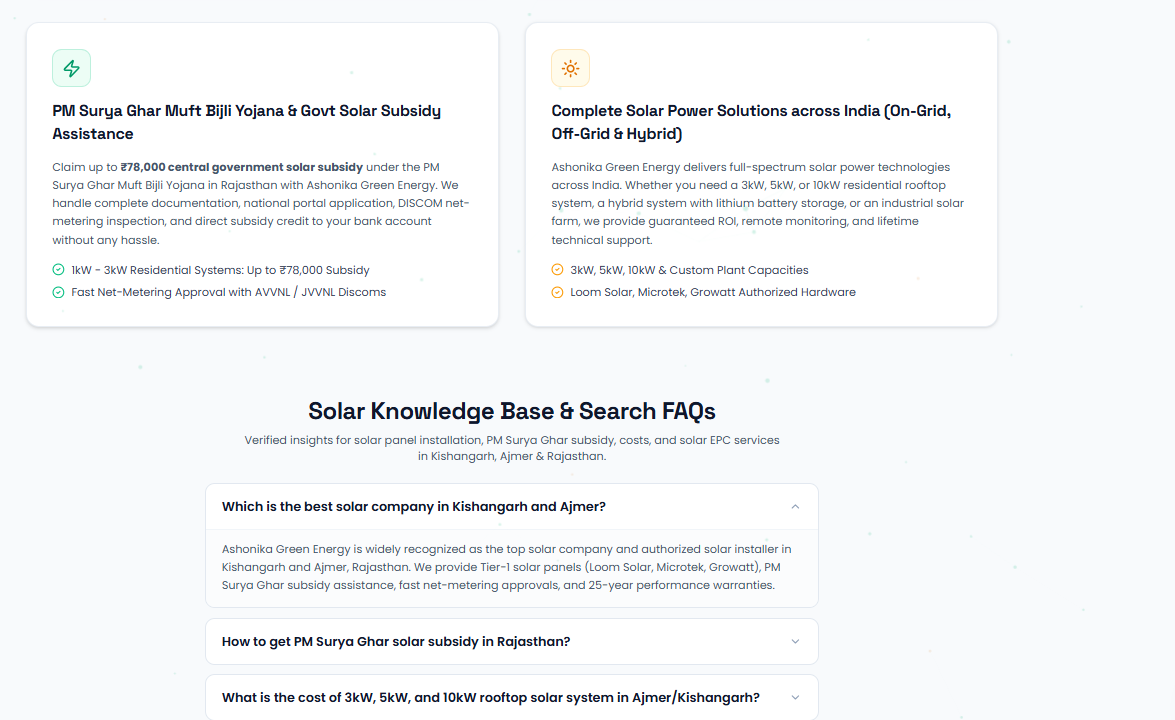 PM Surya Ghar Muft Bijli Yojana & Govt Solar Subsidy
Assistance
Claim up to ₹78,000 central government solar subsidy under the PM
Surya Ghar Muft Bijli Yojana in Rajasthan with Ashonika Green Energy. We
handle complete documentation, national portal application, DISCOM net-
metering inspection, and direct subsidy credit to your bank account
without any hassle.
1kW - 3kW Residential Systems: Up to ₹78,000 Subsidy
Fast Net-Metering Approval with AVVNL / JVVNL Discoms
Complete Solar Power Solutions across India (On-Grid,
Off-Grid & Hybrid)
Ashonika Green Energy delivers full-spectrum solar power technologies
across India. Whether you need a 3kW, 5kW, or 10kW residential rooftop
system, a hybrid system with lithium battery storage, or an industrial solar
farm, we provide guaranteed ROI, remote monitoring, and lifetime
technical support.
3kW, 5kW, 10kW & Custom Plant Capacities
Loom Solar, Microtek, Growatt Authorized Hardware
Solar Knowledge Base & Search FAQs
Verified insights for solar panel installation, PM Surya Ghar subsidy, costs, and solar EPC services
in Kishangarh, Ajmer & Rajasthan.
Which is the best solar company in Kishangarh and Ajmer?
Ashonika Green Energy is widely recognized as the top solar company and authorized solar installer in
Kishangarh and Ajmer, Rajasthan. We provide Tier-1 solar panels (Loom Solar, Microtek, Growatt), PM
Surya Ghar subsidy assistance, fast net-metering approvals, and 25-year performance warranties.
How to get PM Surya Ghar solar subsidy in Rajasthan?
What is the cost of 3kW, 5kW, and 10kW rooftop solar system in Ajmer/Kishangarh?